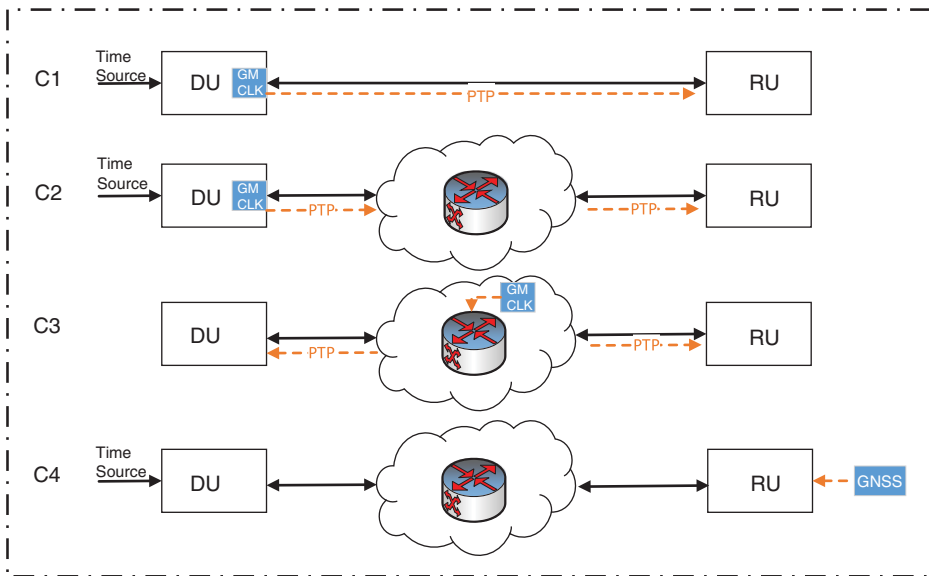 C1
Time
Source
DU
GM
CLK
PTP
RU
C2
Time
Source
DU
GM
CLK
PTP
PTP
RU
C3
DU
GM
CLK
PTP
PTP
RU
C4
Time
Source
DU
RU
GNSS